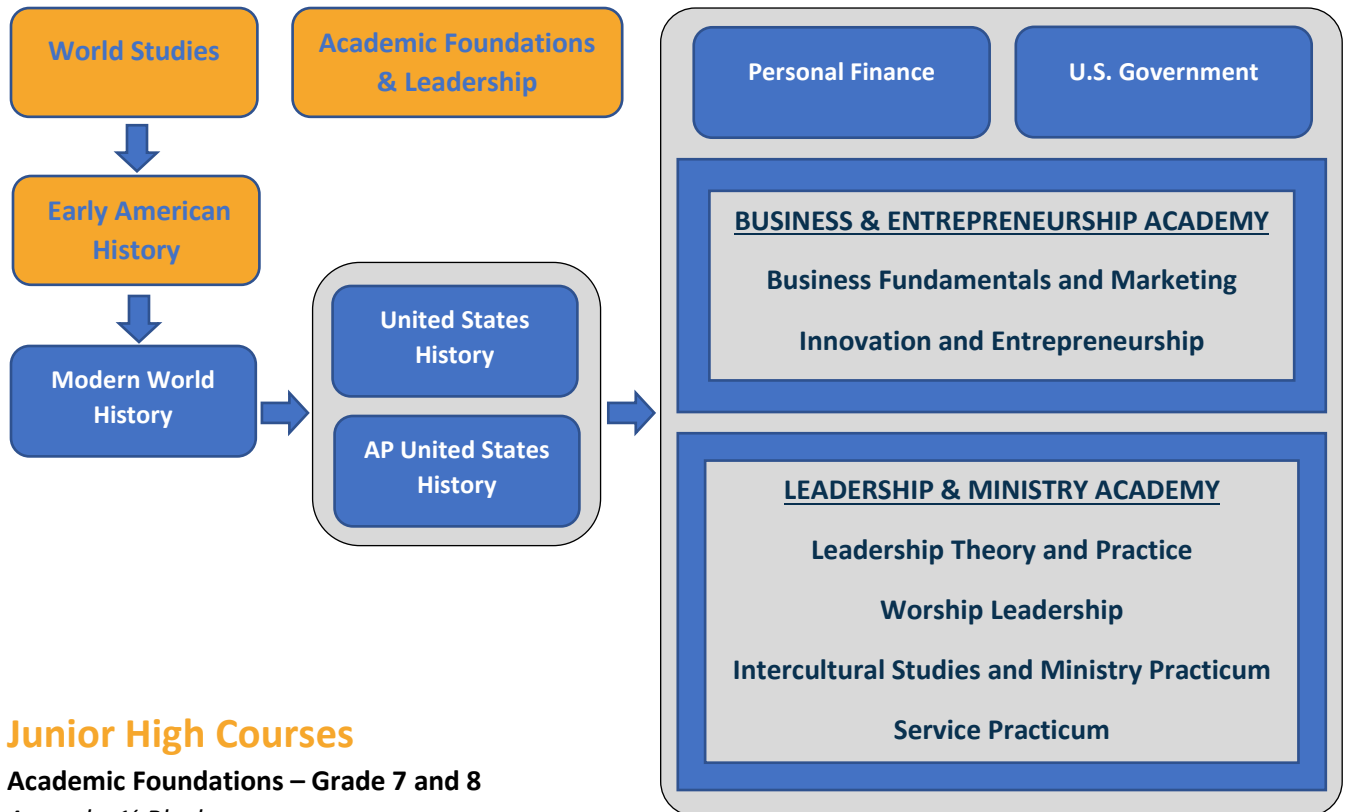 World Studies
Academic Foundations
& Leadership
Personal Finance
U.S. Government
Early American
History
BUSINESS & ENTREPRENEURSHIP ACADEMY
Business Fundamentals and Marketing
Innovation and Entrepreneurship
United States
History
Modern World
History
AP United States
History
LEADERSHIP & MINISTRY ACADEMY
Leadership Theory and Practice
Worship Leadership
Intercultural Studies and Ministry Practicum
Service Practicum
Junior High Courses
Academic Foundations – Grade 7 and 8